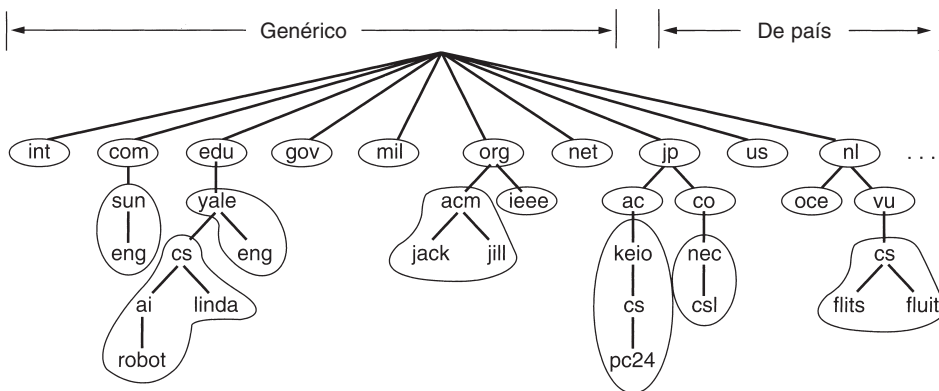 Genérico De país
int com edu gov mil org net jp us nl ...
sun yale acm ieee ac co oce vu
eng cs eng jack jill keio nec cs
ai linda cs csl flits fluit
robot pc24